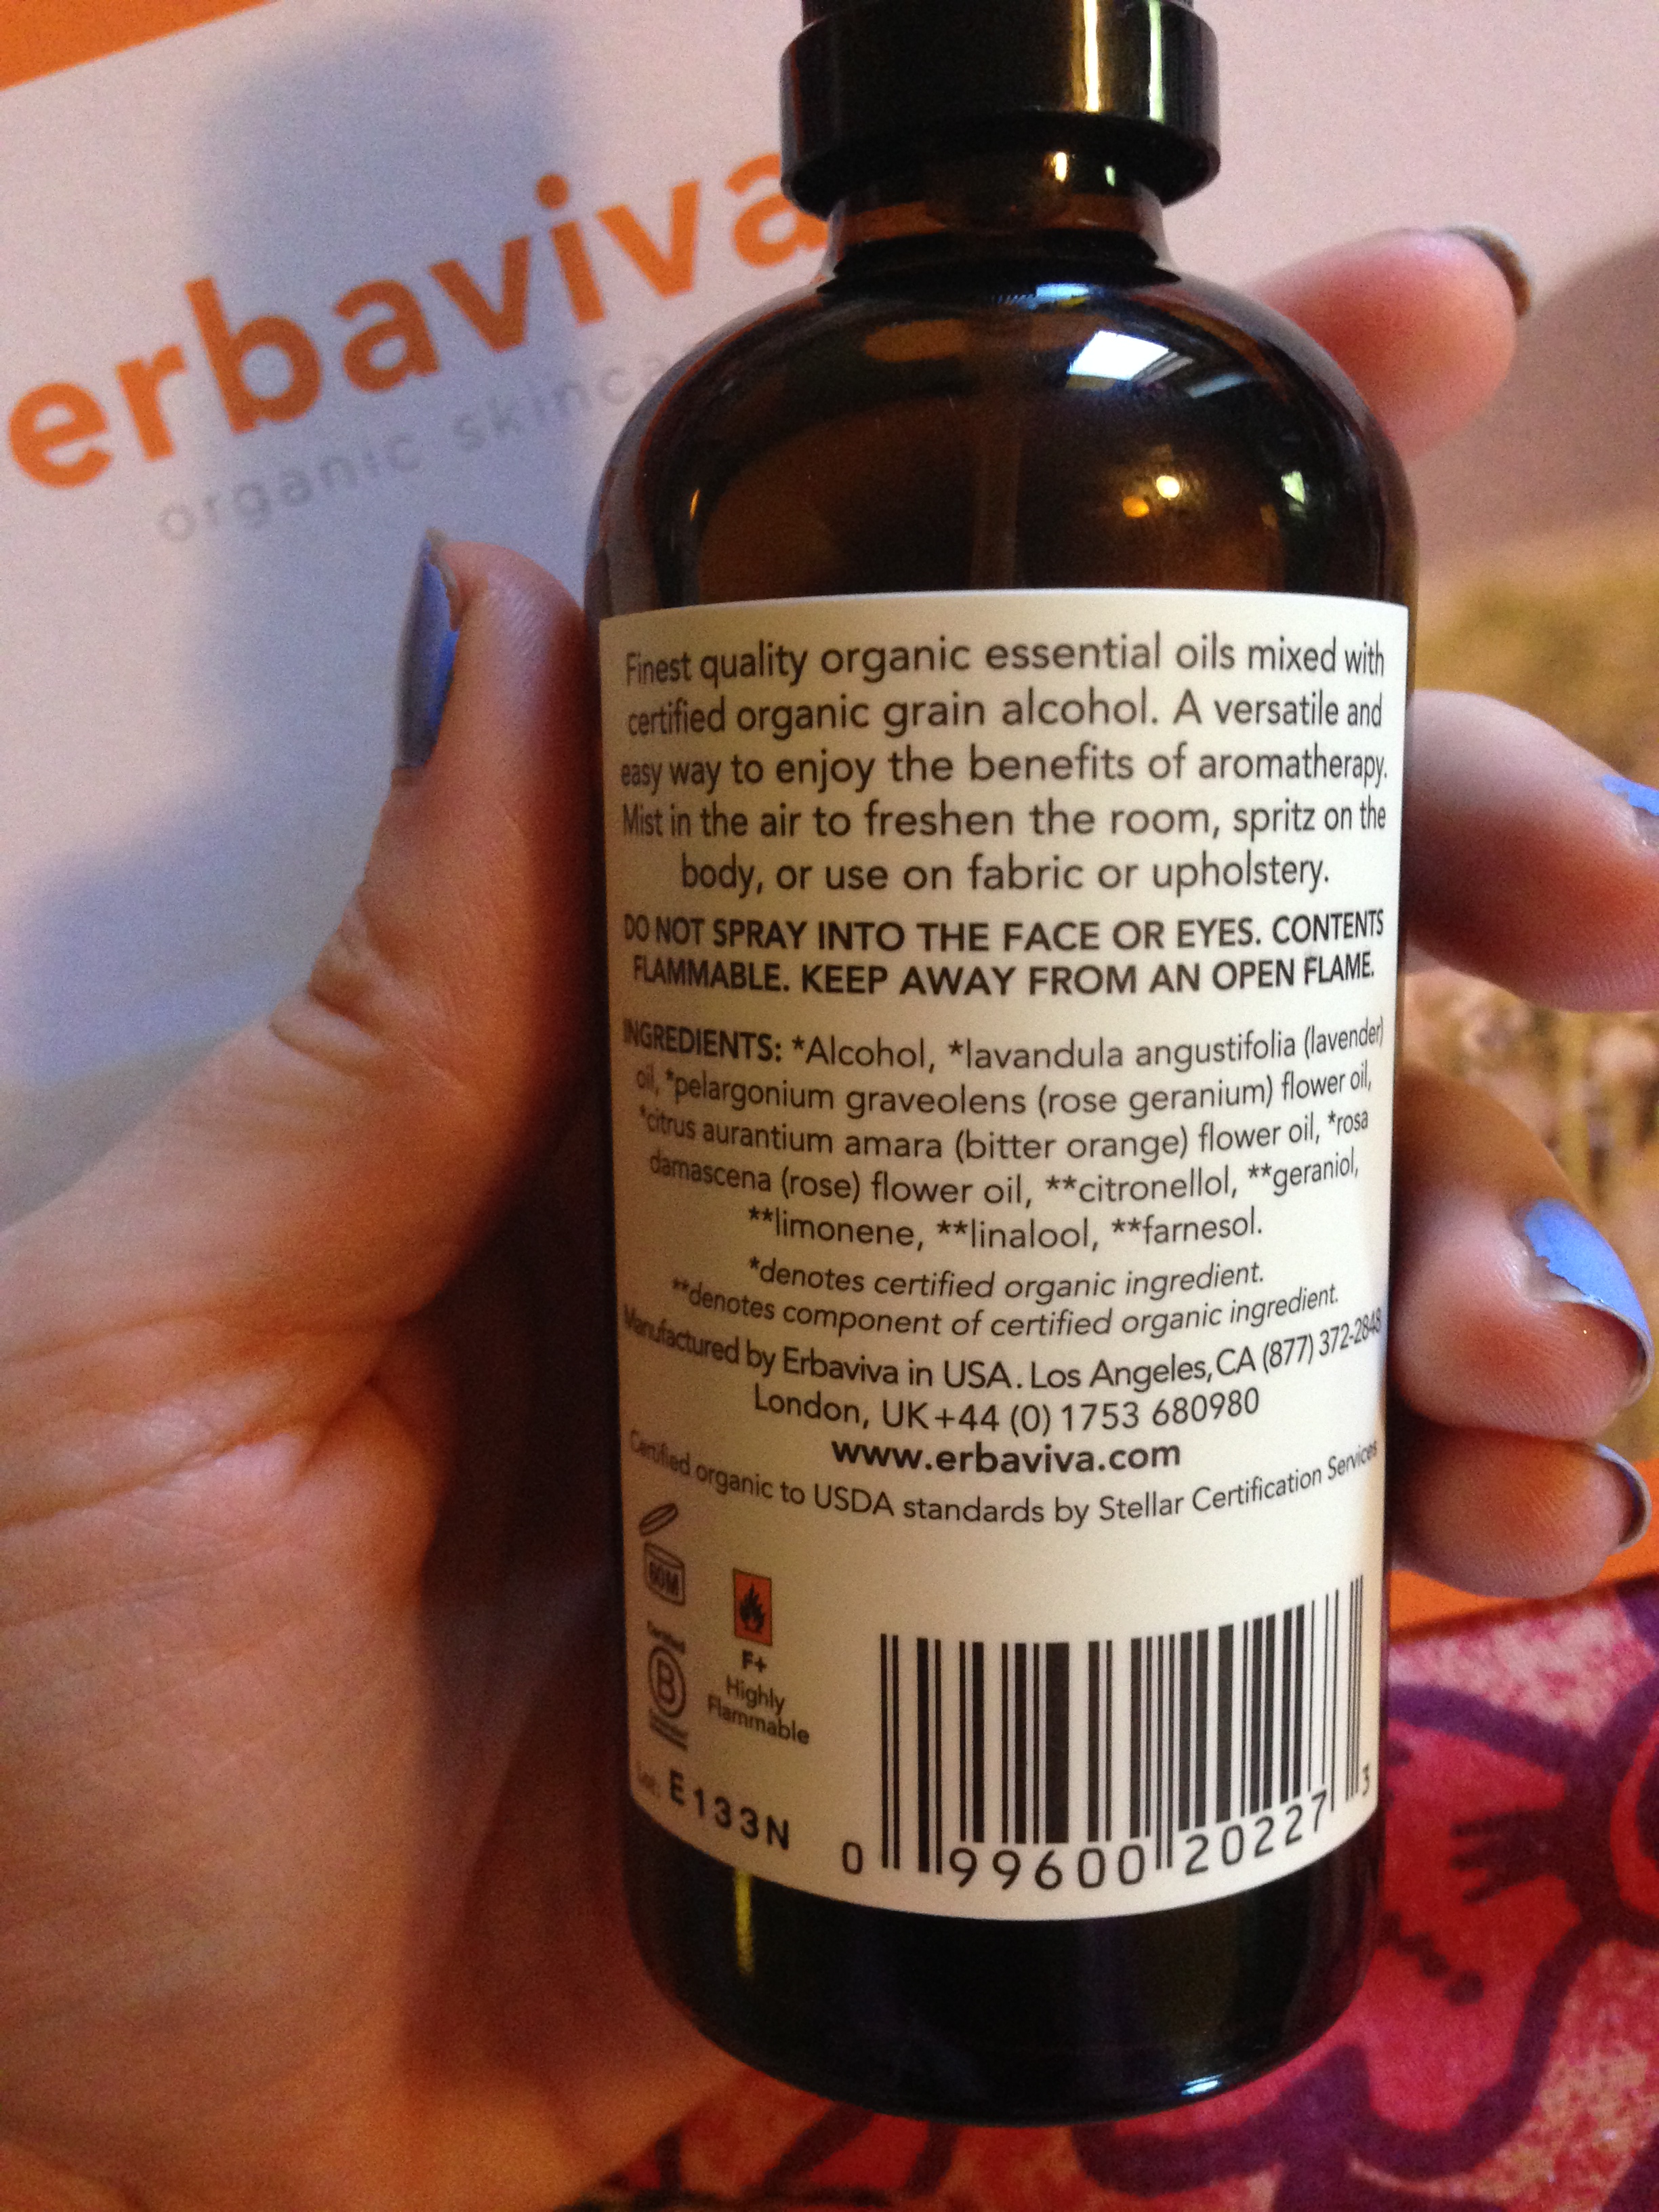 erbaviva
organic skinca
Finest quality organic essential oils mixed with
certified organic grain alcohol. A versatile and
easy way to enjoy the benefits of aromatherapy.
Mist in the air to freshen the room, spritz on the
body, or use on fabric or upholstery.
DO NOT SPRAY INTO THE FACE OR EYES. CONTENTS
FLAMMABLE. KEEP AWAY FROM AN OPEN FLAME.
INGREDIENTS: *Alcohol, *lavandula angustifolia (lavender)
oil, *pelargonium graveolens (rose geranium) flower oil,
*citrus aurantium amara (bitter orange) flower oil, *rosa
damascena (rose) flower oil, **citronellol, **geraniol,
**limonene, **linalool, **farnesol.
*denotes certified organic ingredient.
**denotes component of certified organic ingredient.
Manufactured by Erbaviva in USA. Los Angeles, CA (877) 372-2848
London, UK +44 (0) 1753 680980
www.erbaviva.com
Certified organic to USDA standards by Stellar Certification Services
60M
Certified
B
F+
Highly
Flammable
Lot: E133N
0 99600 20227 3